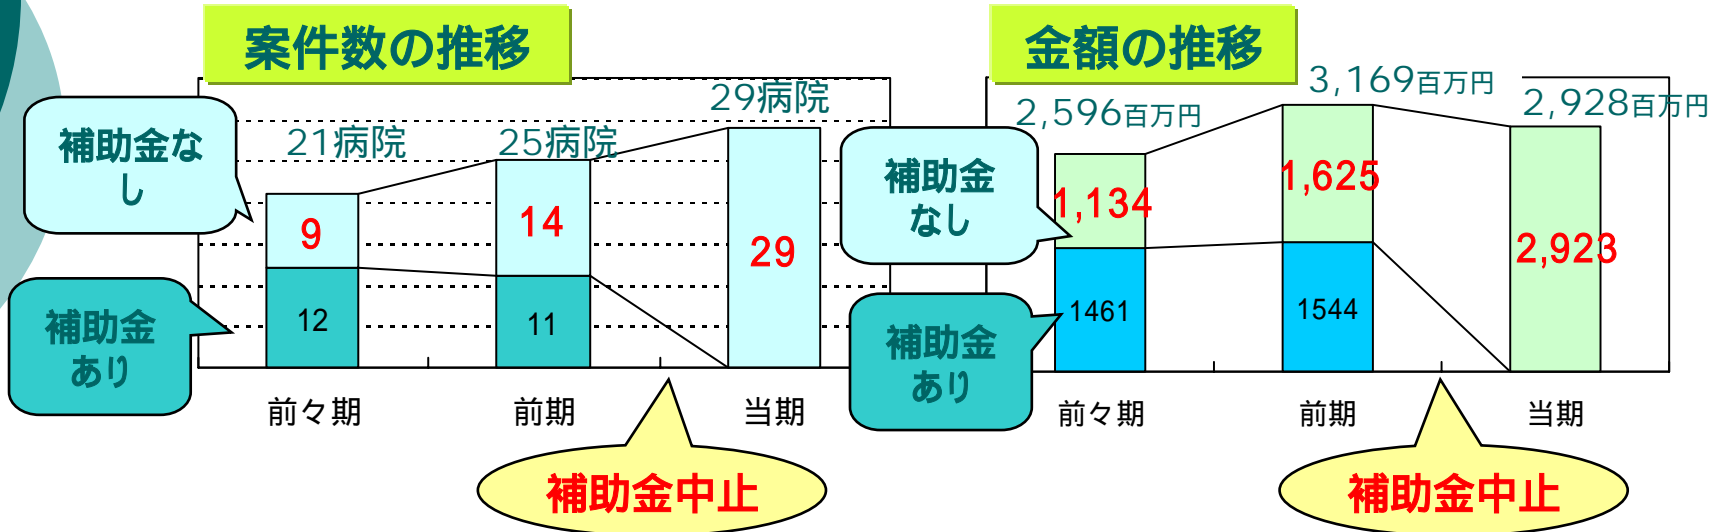 案件数の推移
補助金な
し
補助金
あり
21病院
25病院
29病院
9
14
29
12
11
前々期
前期
当期
補助金中止
金額の推移
補助金
なし
補助金
あり
2,596百万円
3,169百万円
2,928百万円
1,134
1,625
2,923
1461
1544
前々期
前期
当期
補助金中止